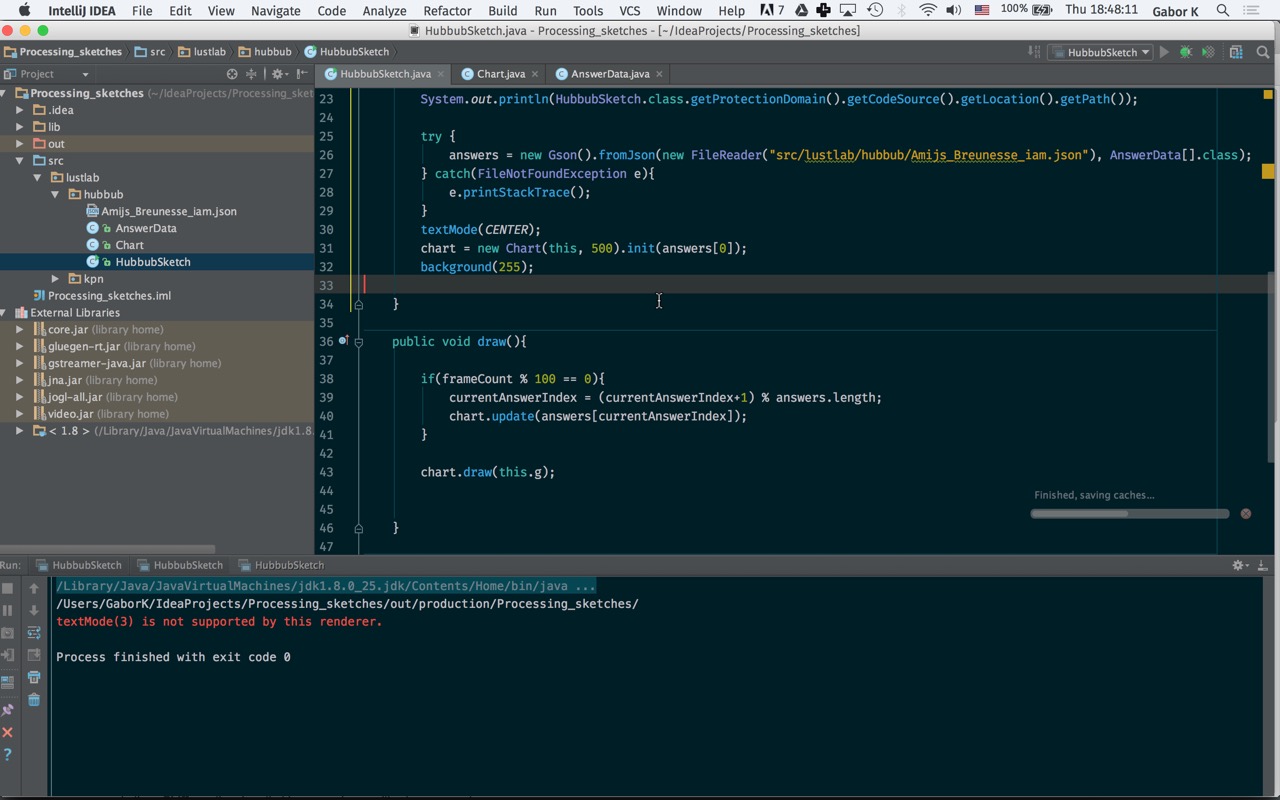 IntelliJ IDEA File Edit View Navigate Code Analyze Refactor Build Run Tools VCS Window Help 7 100% Thu 18:48:11 Gabor K
HubbubSketch.java - Processing_sketches - [~/IdeaProjects/Processing_sketches]
Processing_sketches src lustlab hubbub HubbubSketch HubbubSketch
Project HubbubSketch.java Chart.java AnswerData.java
Processing_sketches (~/IdeaProjects/Processing_sket
.idea
lib
out
src
lustlab
hubbub
Amijs_Breunesse_iam.json
AnswerData
Chart
HubbubSketch
kpn
Processing_sketches.iml
External Libraries
core.jar (library home)
gluegen-rt.jar (library home)
gstreamer-java.jar (library home)
jna.jar (library home)
jogl-all.jar (library home)
video.jar (library home)
< 1.8 > (/Library/Java/JavaVirtualMachines/jdk1.8.
23 System.out.println(HubbubSketch.class.getProtectionDomain().getCodeSource().getLocation().getPath());
24
25 try {
26 answers = new Gson().fromJson(new FileReader("src/lustlab/hubbub/Amijs_Breunesse_iam.json"), AnswerData[].class);
27 } catch(FileNotFoundException e){
28 e.printStackTrace();
29 }
30 textMode(CENTER);
31 chart = new Chart(this, 500).init(answers[0]);
32 background(255);
33
34 }
35
36 public void draw(){
37
38 if(frameCount % 100 == 0){
39 currentAnswerIndex = (currentAnswerIndex+1) % answers.length;
40 chart.update(answers[currentAnswerIndex]);
41 }
42
43 chart.draw(this.g);
44
45
46 }
47
Finished, saving caches...
Run: HubbubSketch HubbubSketch HubbubSketch
/Library/Java/JavaVirtualMachines/jdk1.8.0_25.jdk/Contents/Home/bin/java ...
/Users/GaborK/IdeaProjects/Processing_sketches/out/production/Processing_sketches/
textMode(3) is not supported by this renderer.
Process finished with exit code 0